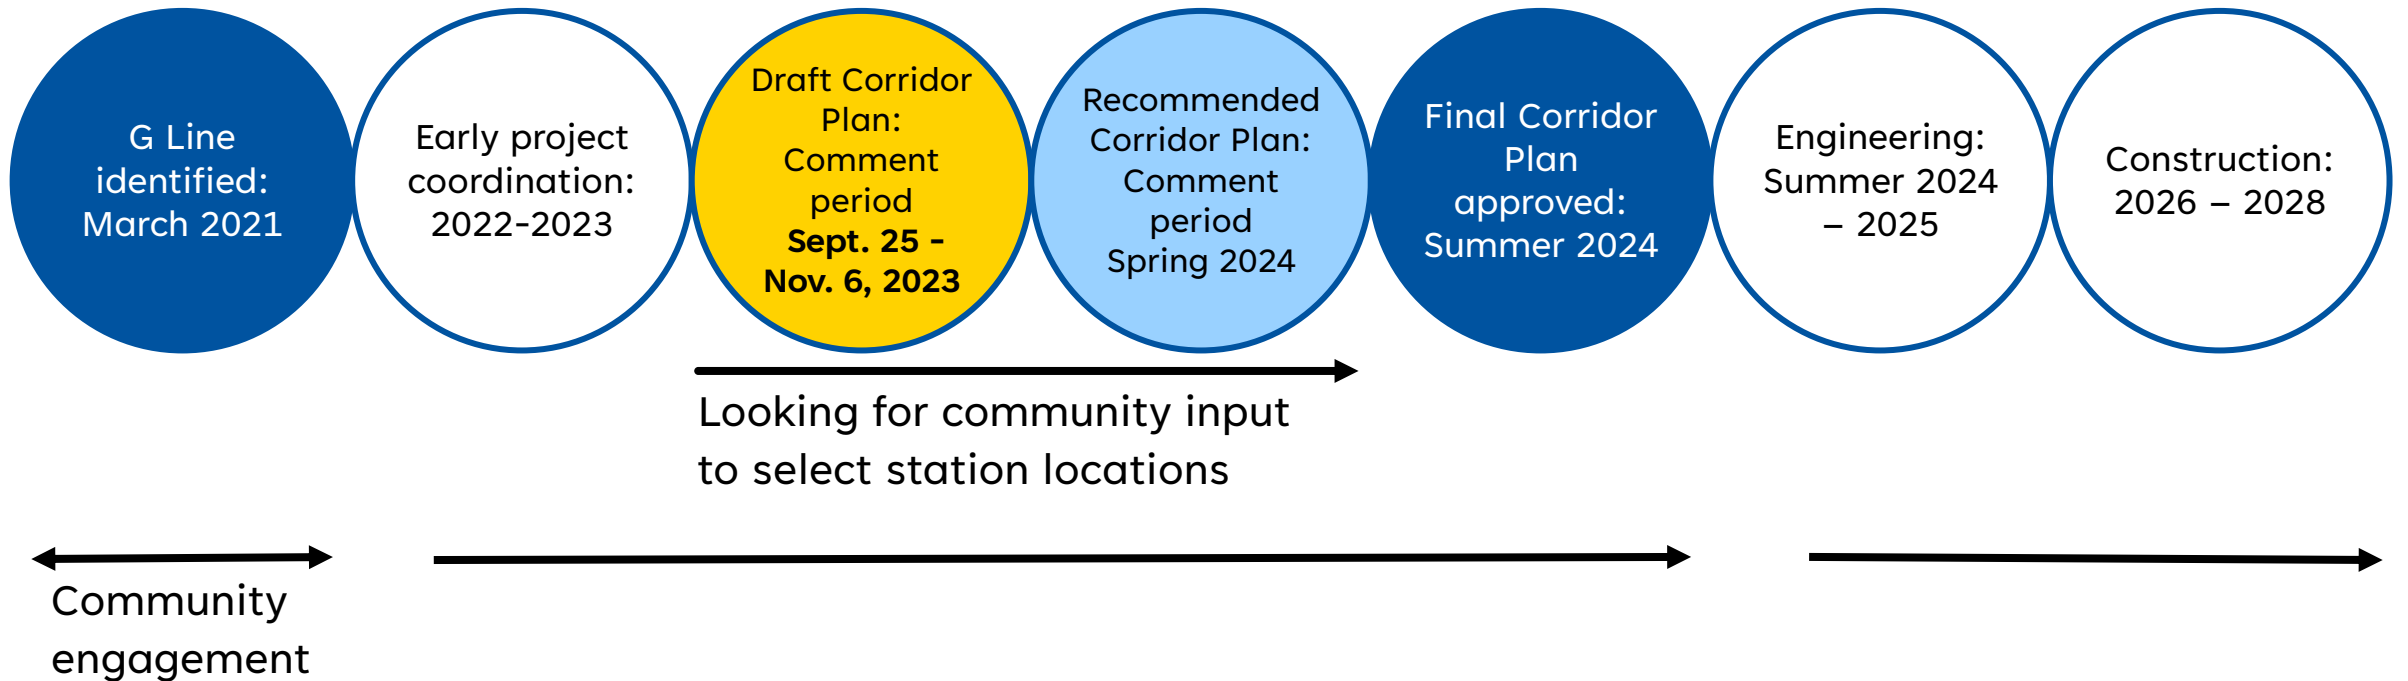 G Line
identified:
March 2021
Early project
coordination:
2022-2023
Draft Corridor
Plan:
Comment
period
Sept. 25 -
Nov. 6, 2023
Recommended
Corridor Plan:
Comment
period
Spring 2024
Final Corridor
Plan
approved:
Summer 2024
Engineering:
Summer 2024
– 2025
Construction:
2026 – 2028
Looking for community input
to select station locations
Community
engagement